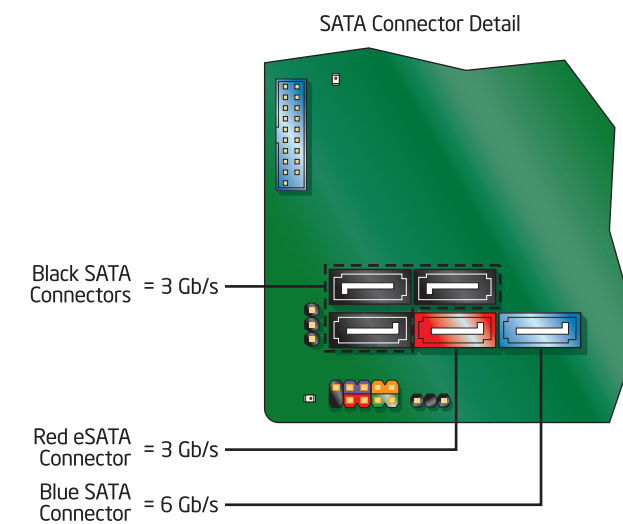 SATA Connector Detail
Black SATA
Connectors = 3 Gb/s
Red eSATA
Connector = 3 Gb/s
Blue SATA
Connector = 6 Gb/s